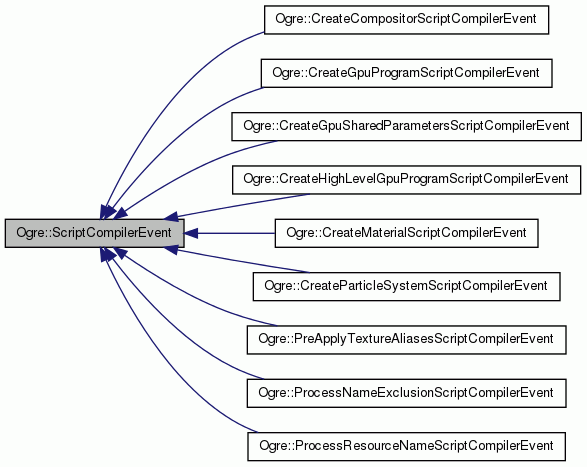 Ogre::CreateCompositorScriptCompilerEvent
Ogre::CreateGpuProgramScriptCompilerEvent
Ogre::CreateGpuSharedParametersScriptCompilerEvent
Ogre::CreateHighLevelGpuProgramScriptCompilerEvent
Ogre::ScriptCompilerEvent
Ogre::CreateMaterialScriptCompilerEvent
Ogre::CreateParticleSystemScriptCompilerEvent
Ogre::PreApplyTextureAliasesScriptCompilerEvent
Ogre::ProcessNameExclusionScriptCompilerEvent
Ogre::ProcessResourceNameScriptCompilerEvent